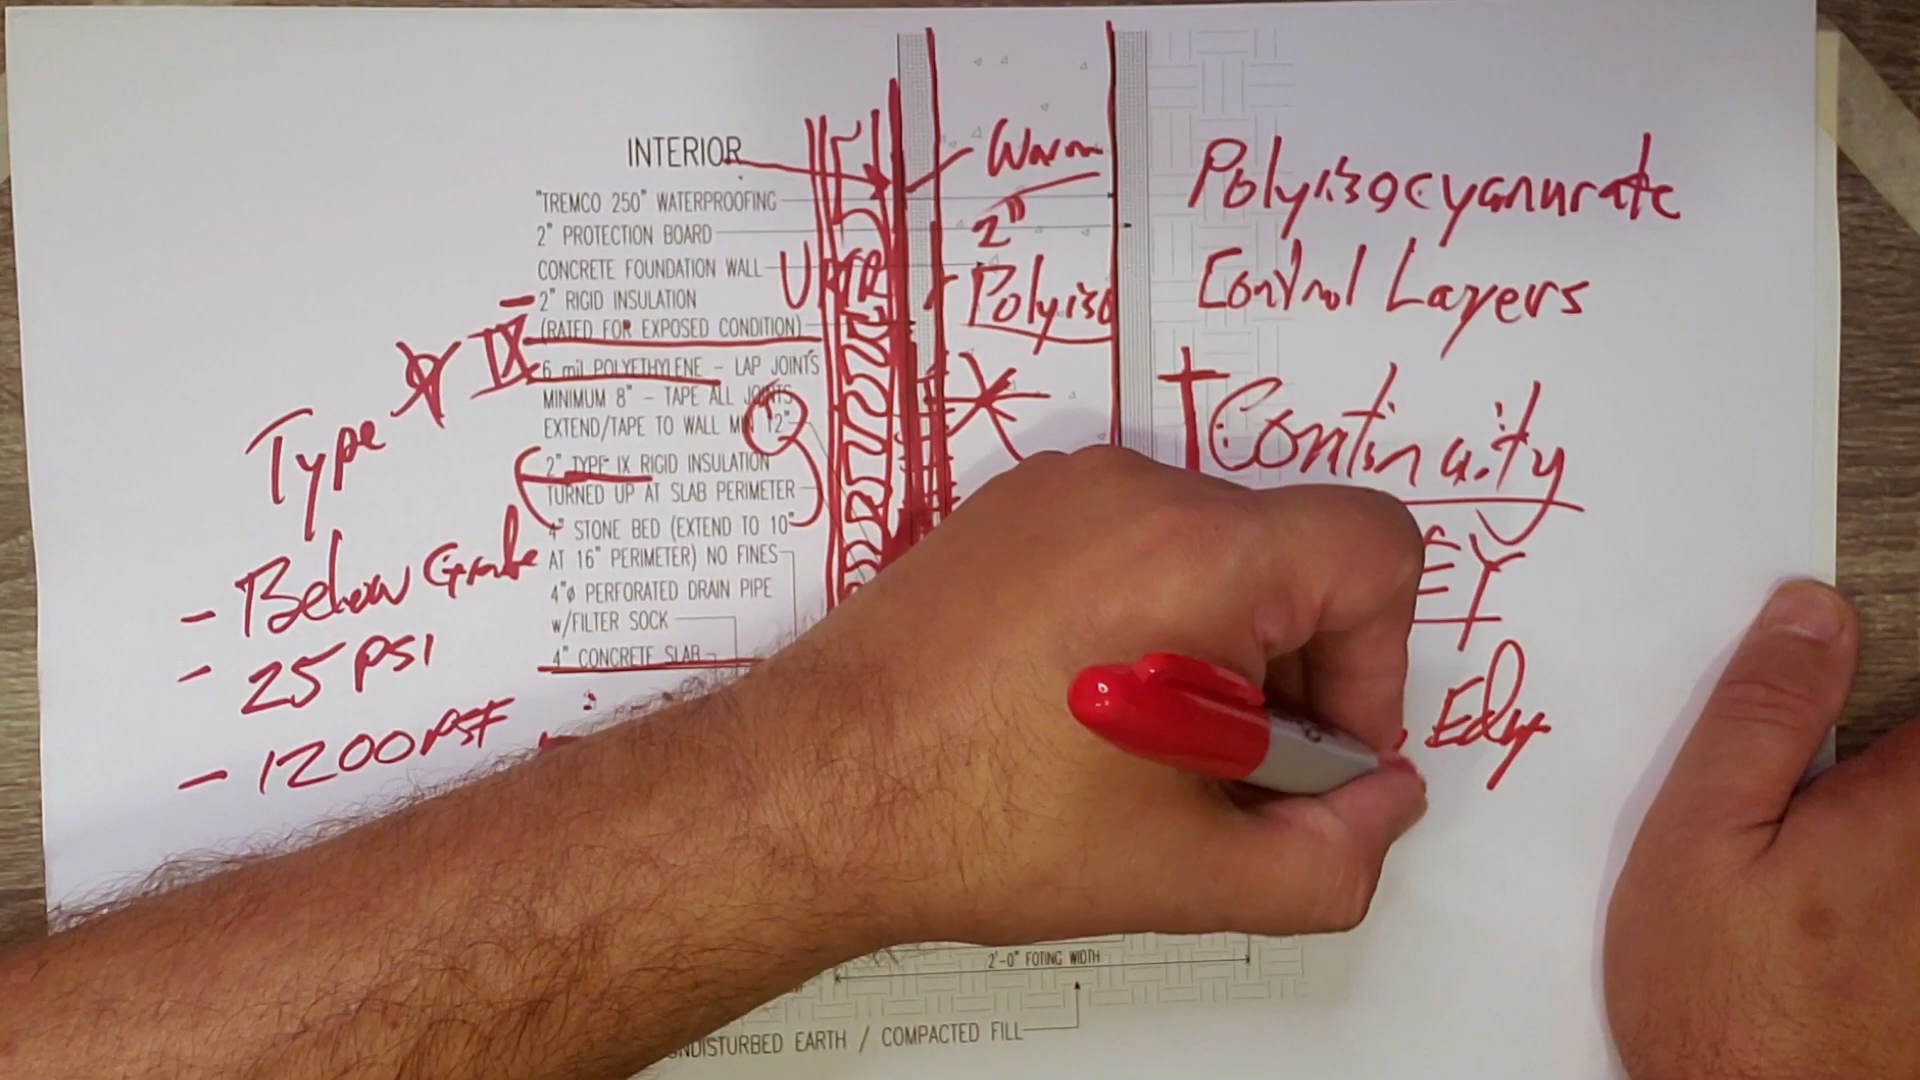 INTERIOR
"TREMCO 250" WATERPROOFING
2" PROTECTION BOARD
CONCRETE FOUNDATION WALL
2" RIGID INSULATION
(RATED FOR EXPOSED CONDITION)
6 mil POLYETHYLENE - LAP JOINTS
MINIMUM 8" - TAPE ALL JOINTS
EXTEND/TAPE TO WALL MIN 12"
2" TYPE IX RIGID INSULATION
TURNED UP AT SLAB PERIMETER
4" STONE BED (EXTEND TO 10"
AT 16" PERIMETER) NO FINES
4"ø PERFORATED DRAIN PIPE
w/FILTER SOCK
4" CONCRETE SLAB
Type IX
- Below Grade
- 25 PSI
- 1200 PSF
Warm
2"
Polyiso
Polyisocyanurate
Control Layers
Continuity
EY
Edge
2'-0" FOTING WIDTH
UNDISTURBED EARTH / COMPACTED FILL